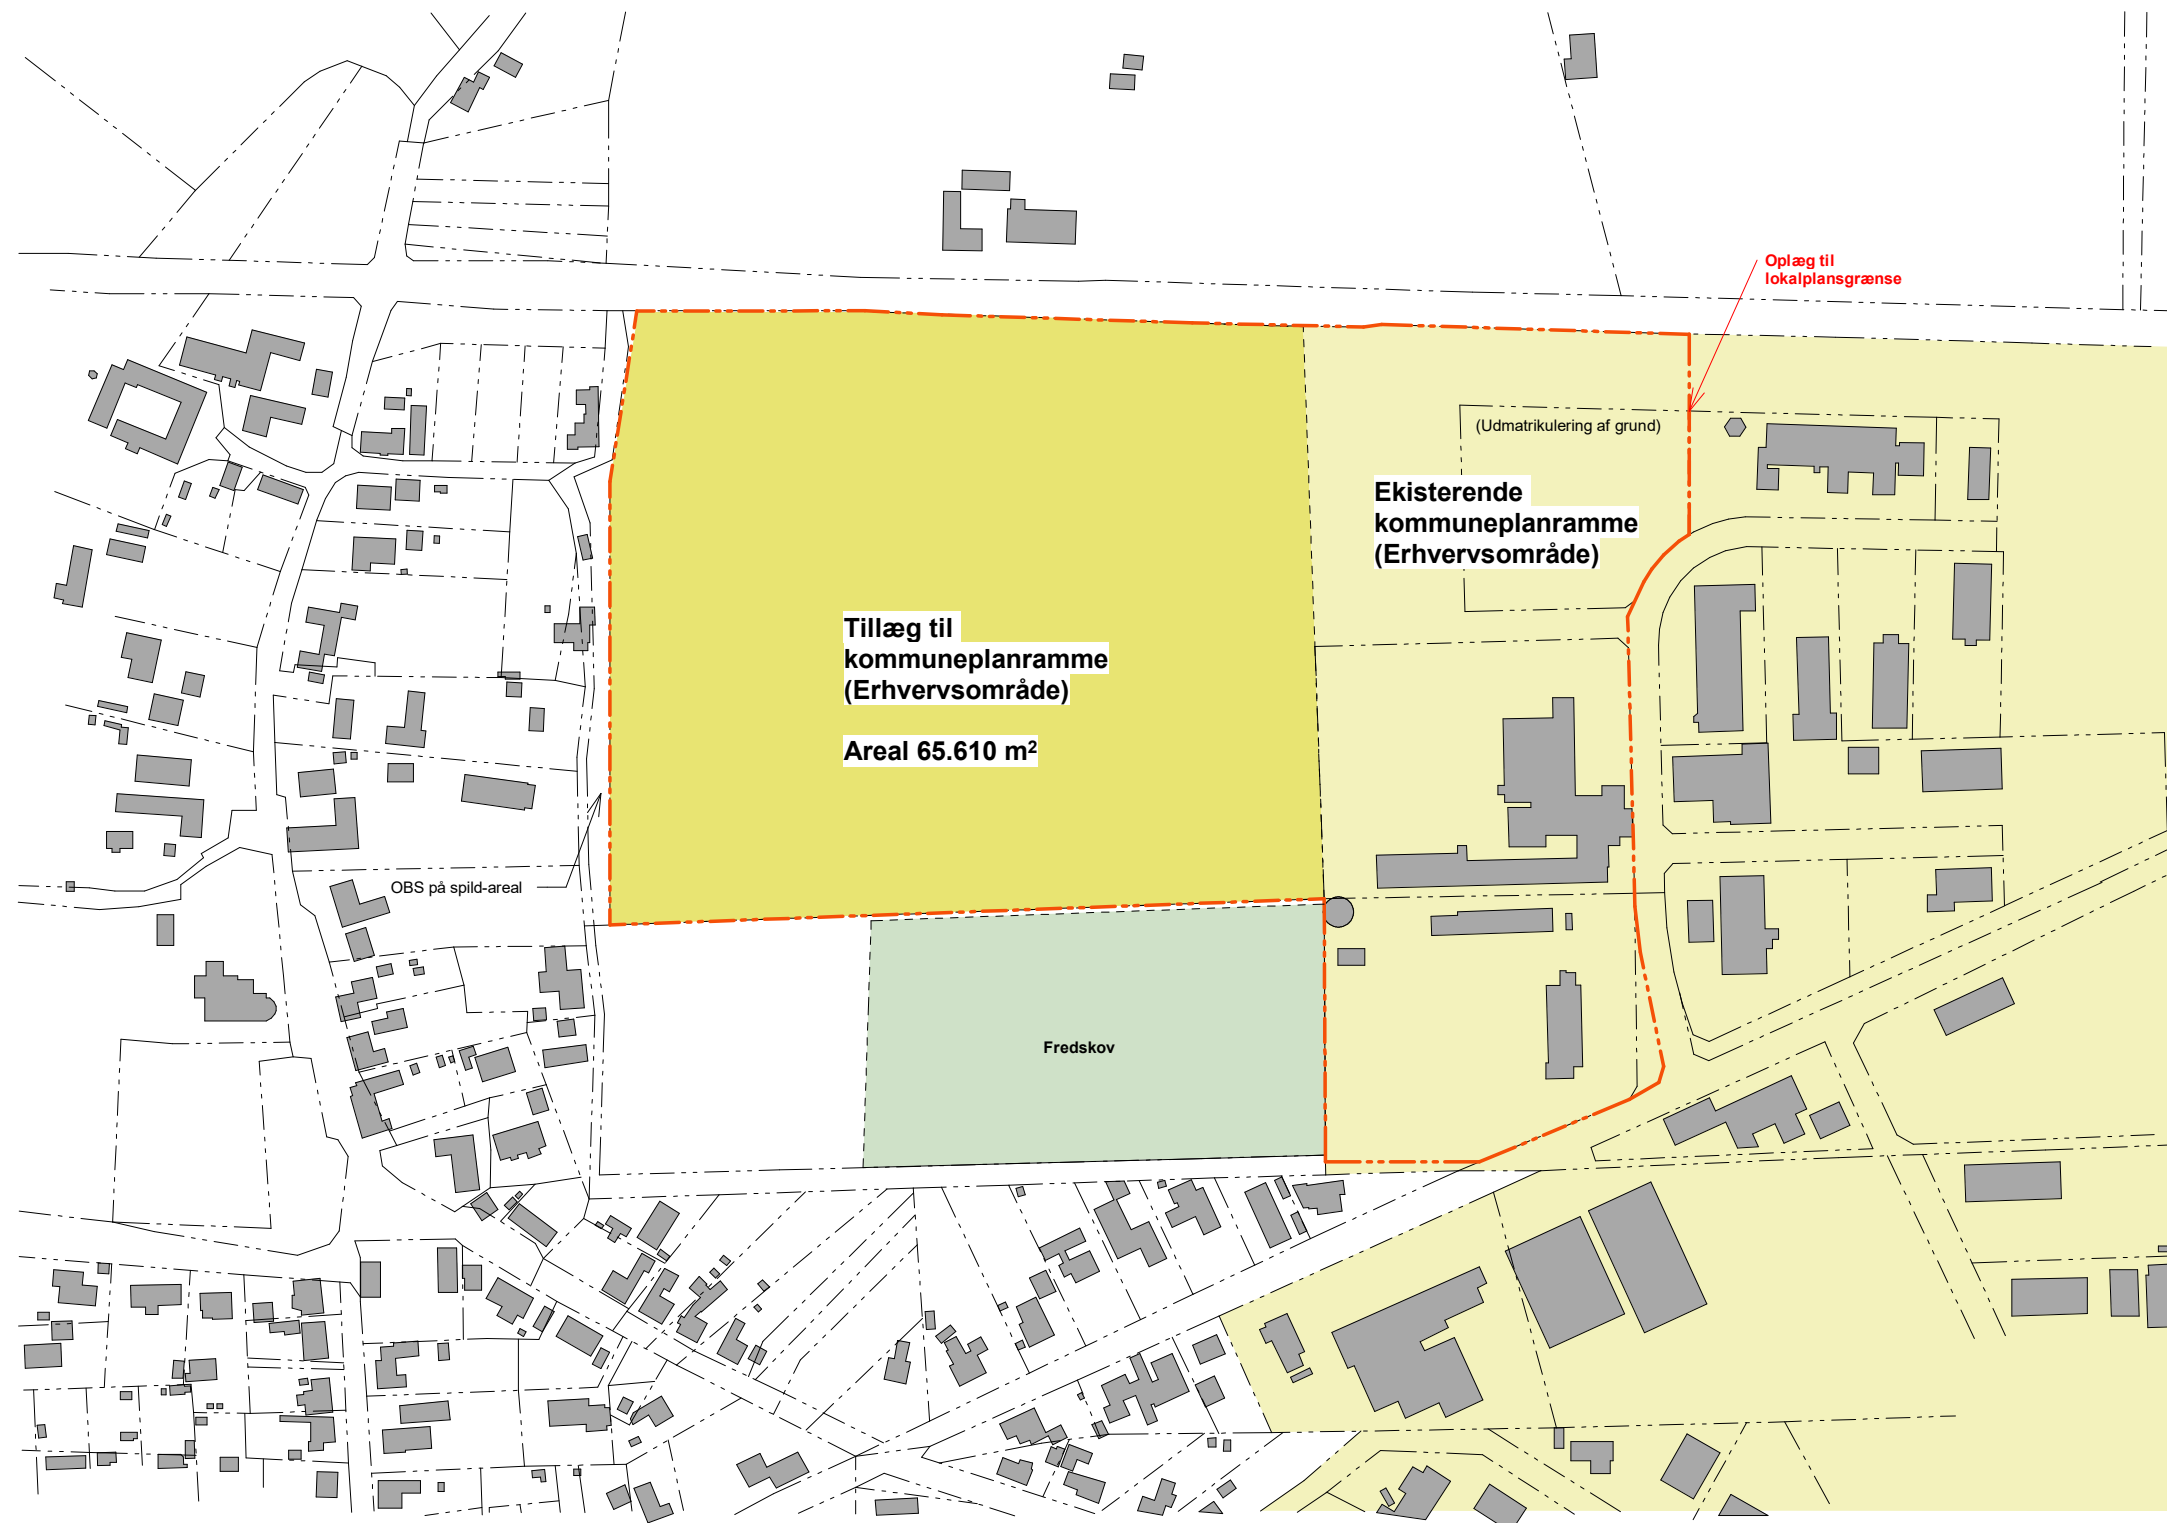 Oplæg til
lokalplansgrænse
(Udmatrikulering af grund)
Ekisterende
kommuneplanramme
(Erhvervsområde)
Tillæg til
kommuneplanramme
(Erhvervsområde)
Areal 65.610 m²
OBS på spild-areal
Fredskov